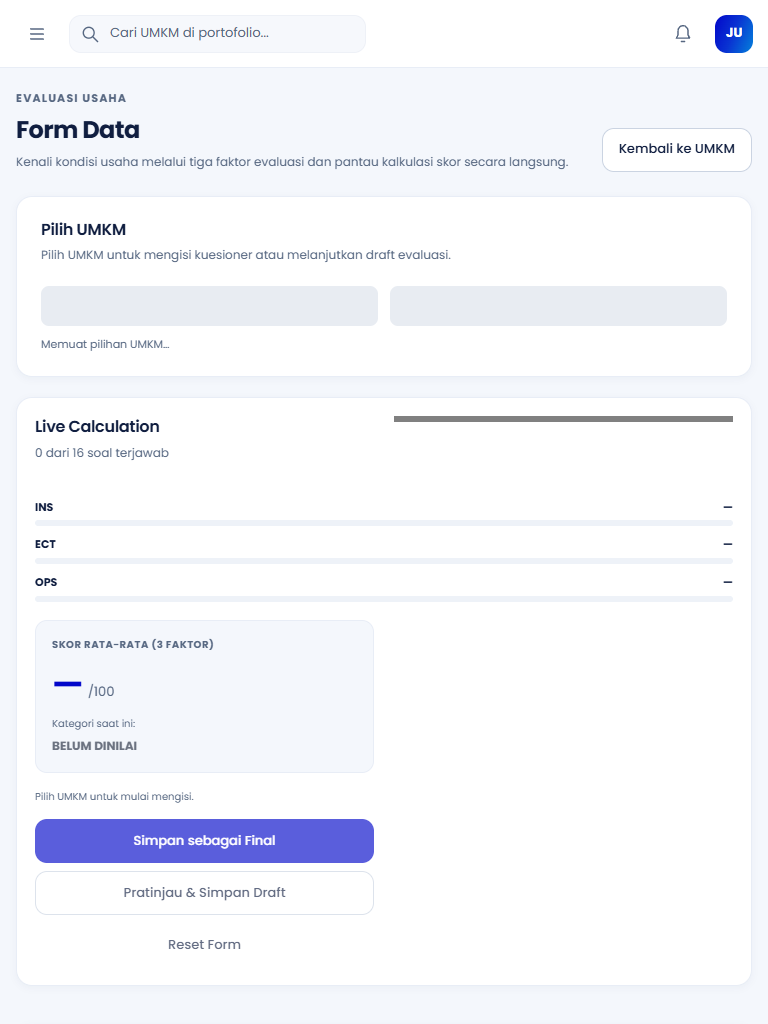 Cari UMKM di portofolio...
JU
EVALUASI USAHA
Form Data
Kenali kondisi usaha melalui tiga faktor evaluasi dan pantau kalkulasi skor secara langsung.
Kembali ke UMKM
Pilih UMKM
Pilih UMKM untuk mengisi kuesioner atau melanjutkan draft evaluasi.
Memuat pilihan UMKM...
Live Calculation
0 dari 16 soal terjawab
INS —
ECT —
OPS —
SKOR RATA-RATA (3 FAKTOR)
— /100
Kategori saat ini:
BELUM DINILAI
Pilih UMKM untuk mulai mengisi.
Simpan sebagai Final
Pratinjau & Simpan Draft
Reset Form